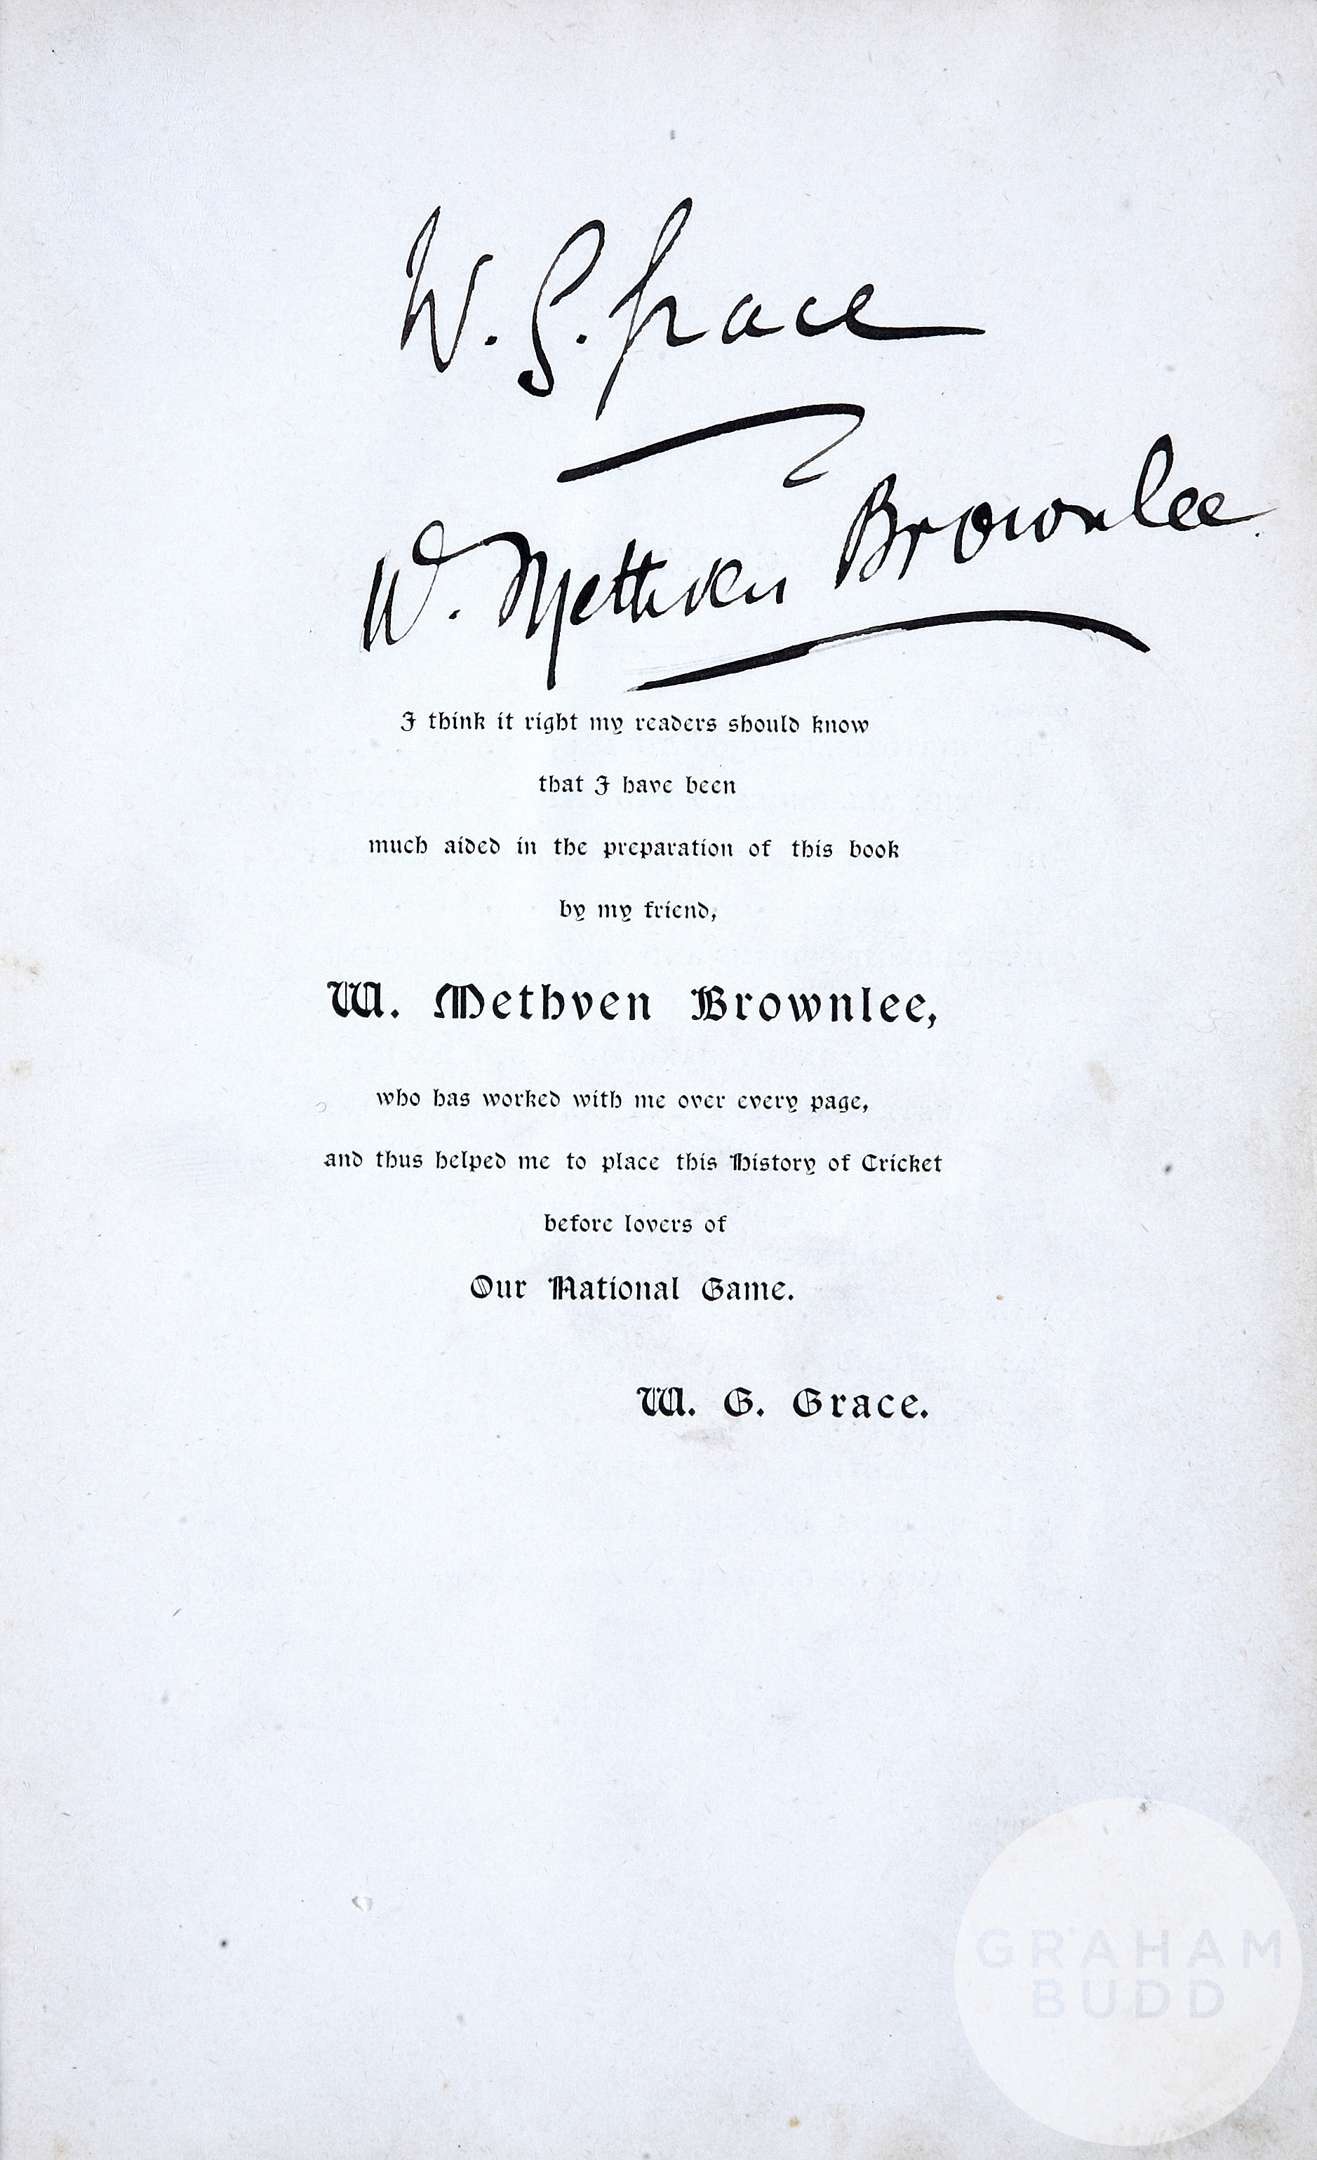 W. G. Grace
W. Methven Brownlee.
I think it right my readers should know
that I have been
much aided in the preparation of this book
by my friend,
W. Methven Brownlee,
who has worked with me over every page,
and thus helped me to place this History of Cricket
before lovers of
Our National Game.
W. G. Grace.
GRAHAM
BUDD